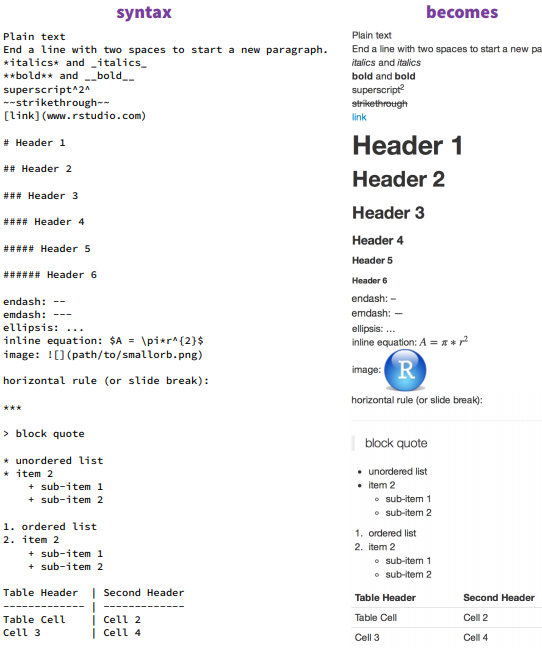 syntax
Plain text
End a line with two spaces to start a new paragraph.
*italics* and _italics_
**bold** and __bold__
superscript^2^
~~strikethrough~~
[link](www.rstudio.com)
# Header 1
## Header 2
### Header 3
#### Header 4
##### Header 5
###### Header 6
endash: --
emdash: ---
ellipsis: ...
inline equation: $A = \pi*r^{2}$
image: ![](path/to/smallorb.png)
horizontal rule (or slide break):
***
> block quote
* unordered list
* item 2
+ sub-item 1
+ sub-item 2
1. ordered list
2. item 2
+ sub-item 1
+ sub-item 2
Table Header | Second Header
------------- | -------------
Table Cell | Cell 2
Cell 3 | Cell 4
becomes
Plain text
End a line with two spaces to start a new pa
italics and italics
bold and bold
superscript²
strikethrough
link
Header 1
Header 2
Header 3
Header 4
Header 5
Header 6
endash: –
emdash: —
ellipsis: …
inline equation: A = π * r²
image: R
horizontal rule (or slide break):
block quote
• unordered list
• item 2
◦ sub-item 1
◦ sub-item 2
1. ordered list
2. item 2
◦ sub-item 1
◦ sub-item 2
Table Header Second Header
Table Cell Cell 2
Cell 3 Cell 4